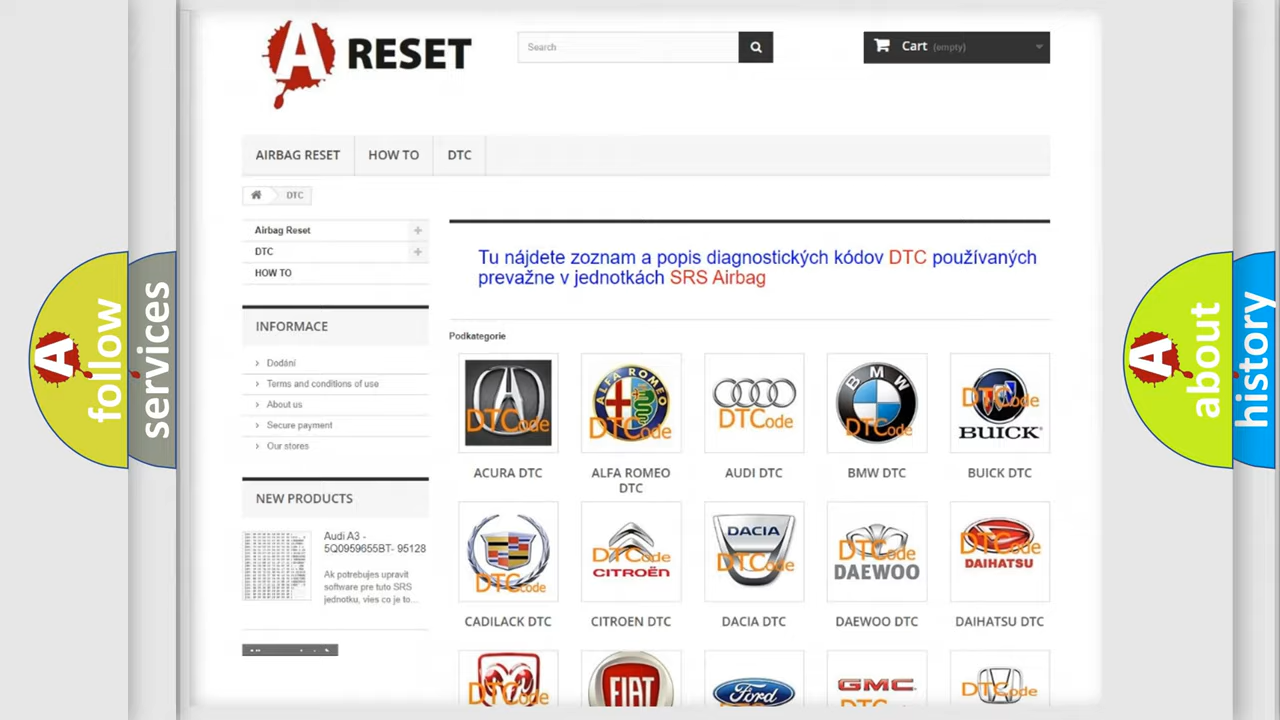 A RESET
Search
Cart (empty)
AIRBAG RESET
HOW TO
DTC
DTC
Airbag Reset
DTC
HOW TO
INFORMACE
Dodání
Terms and conditions of use
About us
Secure payment
Our stores
NEW PRODUCTS
Audi A3 -
5Q0959655BT- 95128
Ak potrebujes upravit
software pre tuto SRS
jednotku, vies co je to...
Tu nájdete zoznam a popis diagnostických kódov DTC používaných
prevažne v jednotkách SRS Airbag
Podkategorie
DTCode
ACURA DTC
ALFA ROMEO
DTCode
ALFA ROMEO
DTC
DTCode
AUDI DTC
BMW
DTCode
BMW DTC
DTCode
BUICK
BUICK DTC
DTCode
CADILACK DTC
DTCode
CITROËN
CITROEN DTC
DACIA
DTCode
DACIA DTC
DTCode
DAEWOO
DAEWOO DTC
DTCode
DAIHATSU
DAIHATSU DTC
DTCode
FIAT
Ford
GMC
DTCode
A follow
services
A about
history